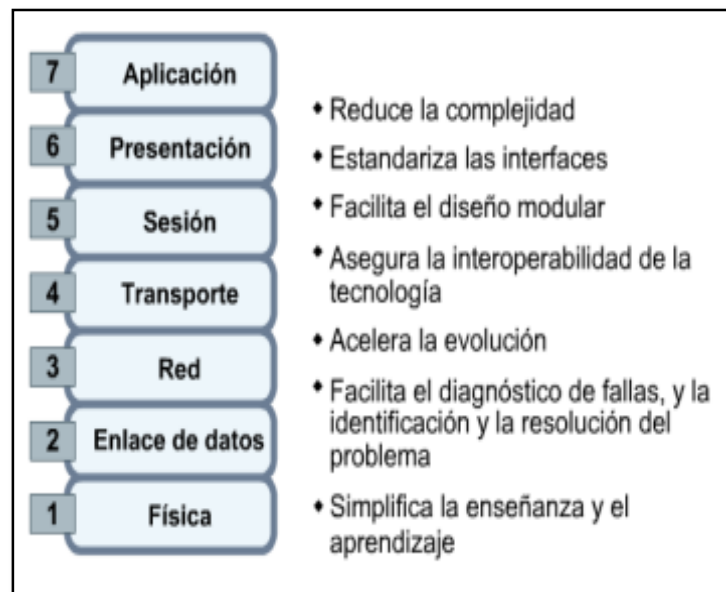 7 Aplicación
6 Presentación
5 Sesión
4 Transporte
3 Red
2 Enlace de datos
1 Física
• Reduce la complejidad
• Estandariza las interfaces
• Facilita el diseño modular
• Asegura la interoperabilidad de la
tecnología
• Acelera la evolución
• Facilita el diagnóstico de fallas, y la
identificación y la resolución del
problema
• Simplifica la enseñanza y el
aprendizaje